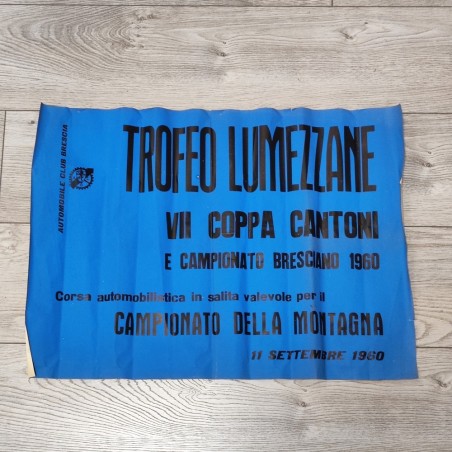 AUTOMOBILE CLUB BRESCIA
TROFEO LUMEZZANE
VII COPPA CANTONI
E CAMPIONATO BRESCIANO 1960
Corsa automobilistica in salita valevole per il
CAMPIONATO DELLA MONTAGNA
11 SETTEMBRE 1960